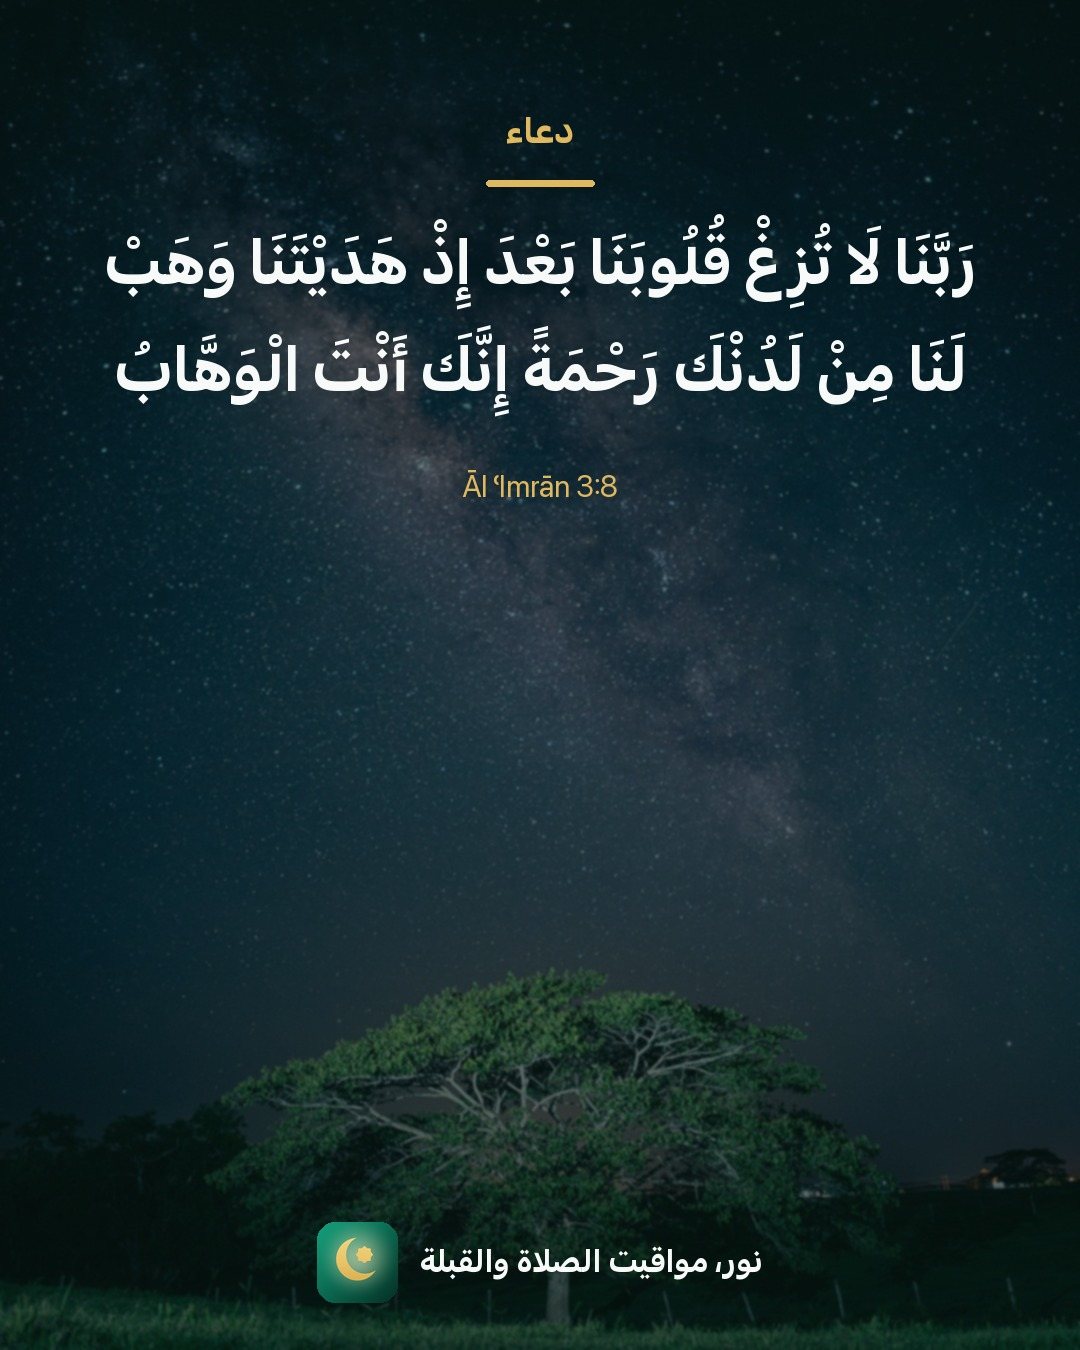 دعاء
رَبَّنَا لَا تُزِغْ قُلُوبَنَا بَعْدَ إِذْ هَدَيْتَنَا وَهَبْ
لَنَا مِنْ لَدُنْكَ رَحْمَةً إِنَّكَ أَنْتَ الْوَهَّابُ
Āl ʿImrān 3:8
نور، مواقيت الصلاة والقبلة